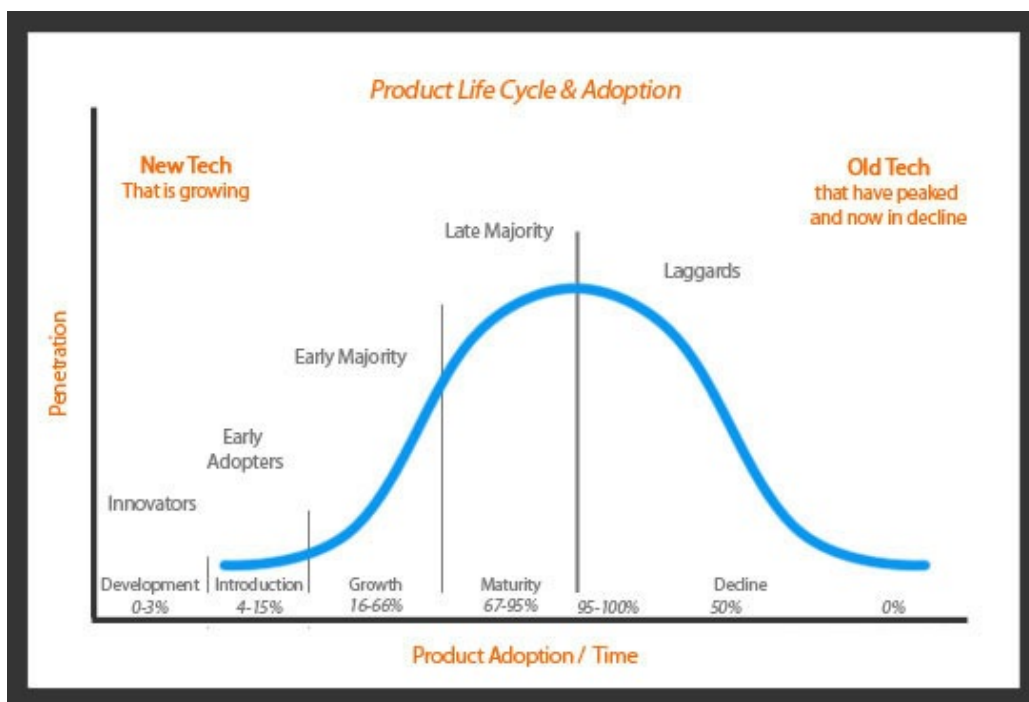 Product Life Cycle & Adoption
New Tech
That is growing
Old Tech
that have peaked
and now in decline
Late Majority
Laggards
Early Majority
Early
Adopters
Innovators
Penetration
Development
Introduction
Growth
Maturity
Decline
0-3%
4-15%
16-66%
67-95%
95-100%
50%
0%
Product Adoption / Time